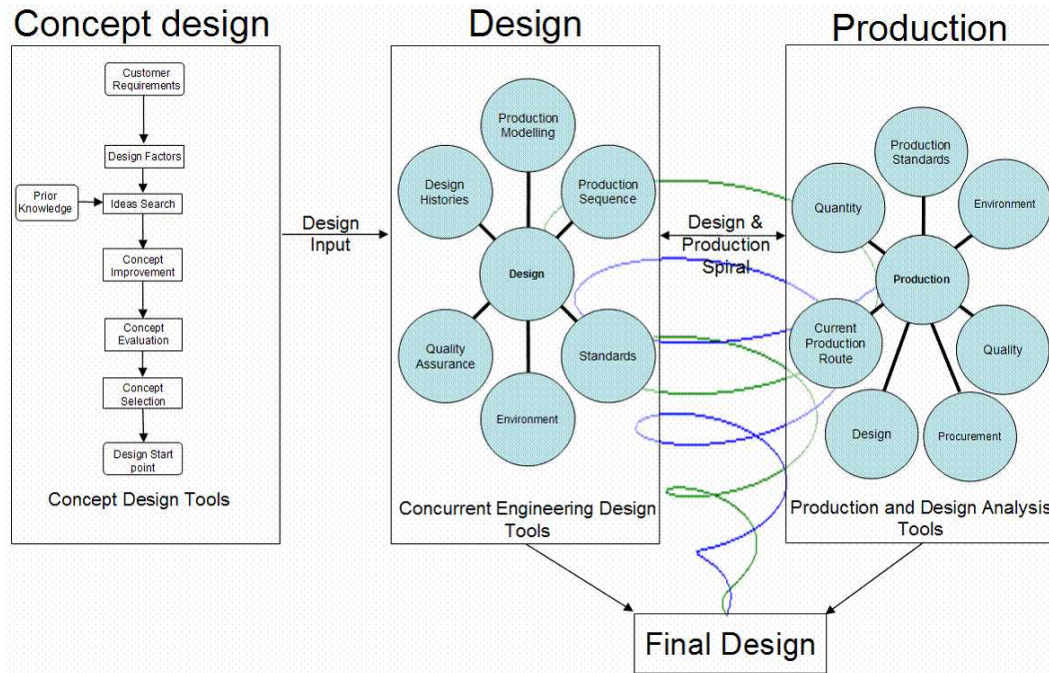 Concept design
Customer
Requirements
Design Factors
Prior
Knowledge
Ideas Search
Concept
Improvement
Concept
Evaluation
Concept
Selection
Design Start
point
Concept Design Tools
Design
Input
Design
Production
Modelling
Design
Histories
Production
Sequence
Design
Quality
Assurance
Standards
Environment
Concurrent Engineering Design
Tools
Design &
Production
Spiral
Production
Production
Standards
Quantity
Environment
Production
Current
Production
Route
Quality
Design
Procurement
Production and Design Analysis
Tools
Final Design